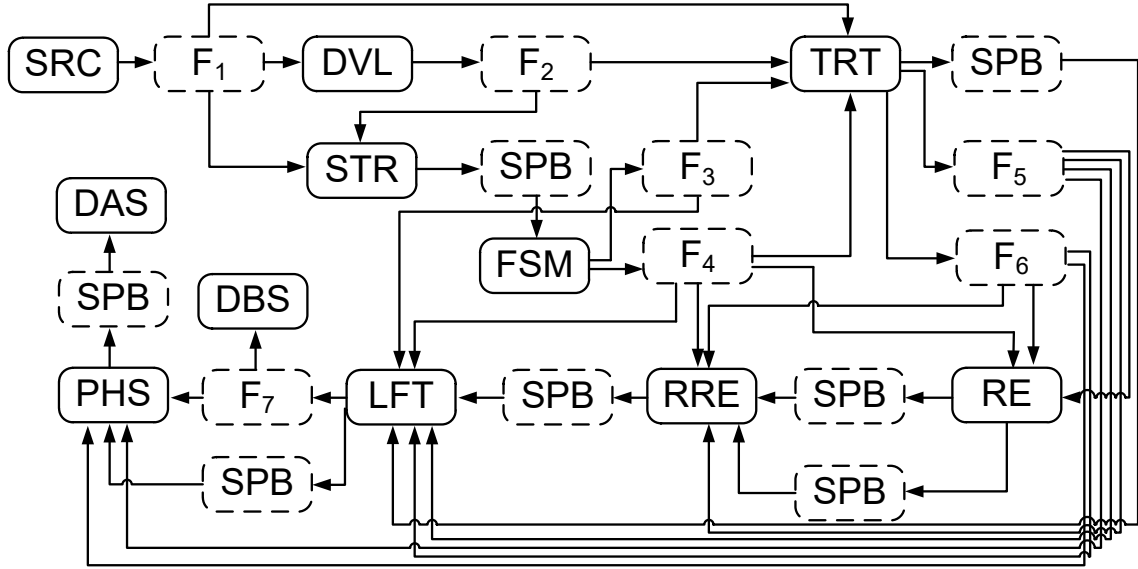 SRC
F₁
DVL
F₂
TRT
SPB
STR
SPB
F₃
F₅
DAS
FSM
F₄
F₆
SPB
DBS
PHS
F₇
LFT
SPB
RRE
SPB
RE
SPB
SPB